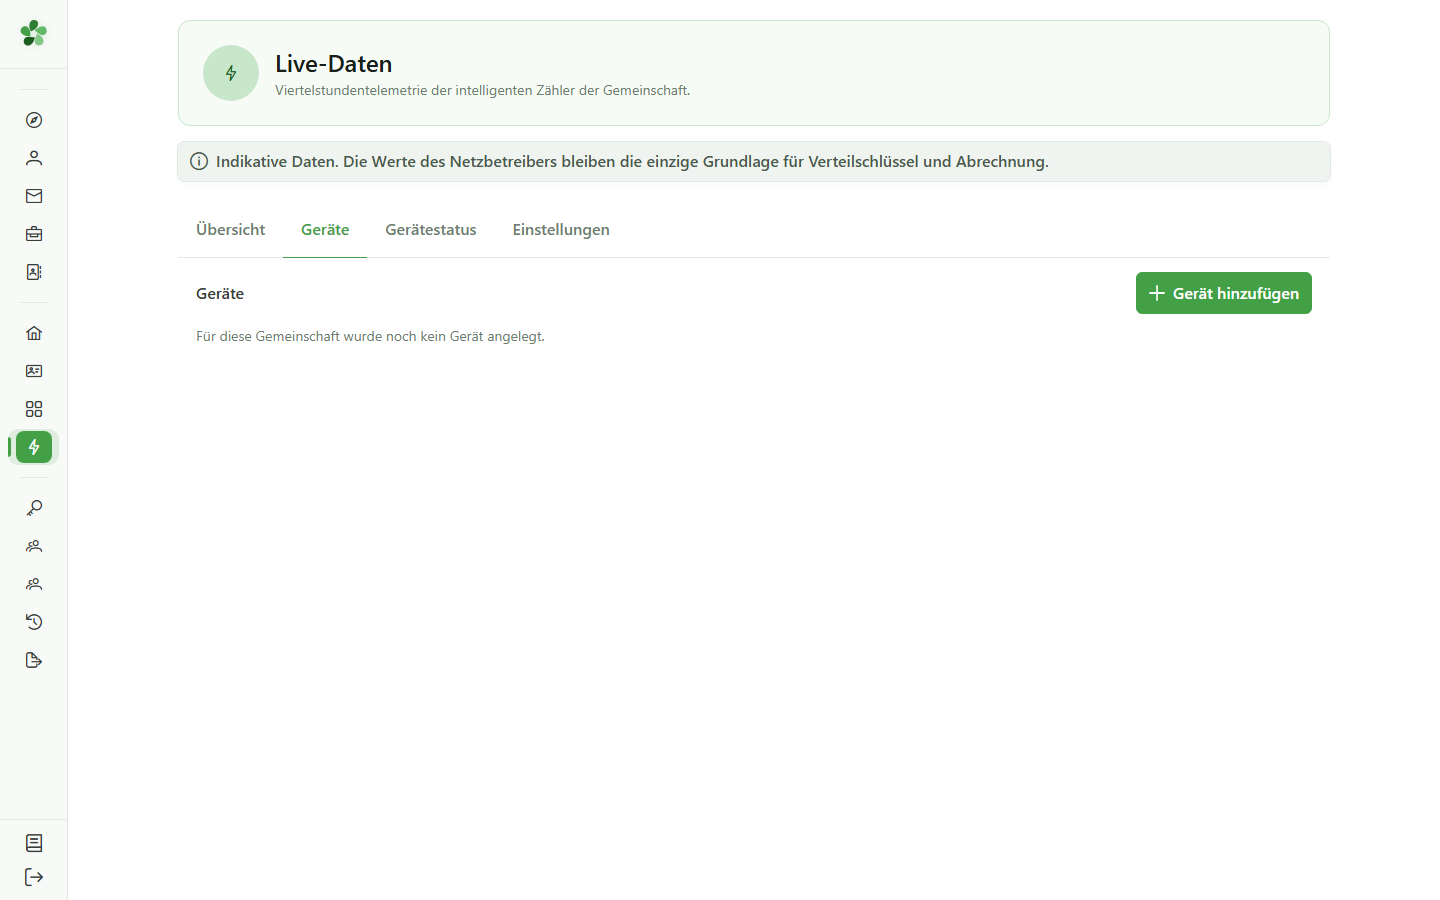 Live-Daten
Viertelstundentelemetrie der intelligenten Zähler der Gemeinschaft.
Indikative Daten. Die Werte des Netzbetreibers bleiben die einzige Grundlage für Verteilschlüssel und Abrechnung.
Übersicht
Geräte
Gerätestatus
Einstellungen
Geräte
Gerät hinzufügen
Für diese Gemeinschaft wurde noch kein Gerät angelegt.